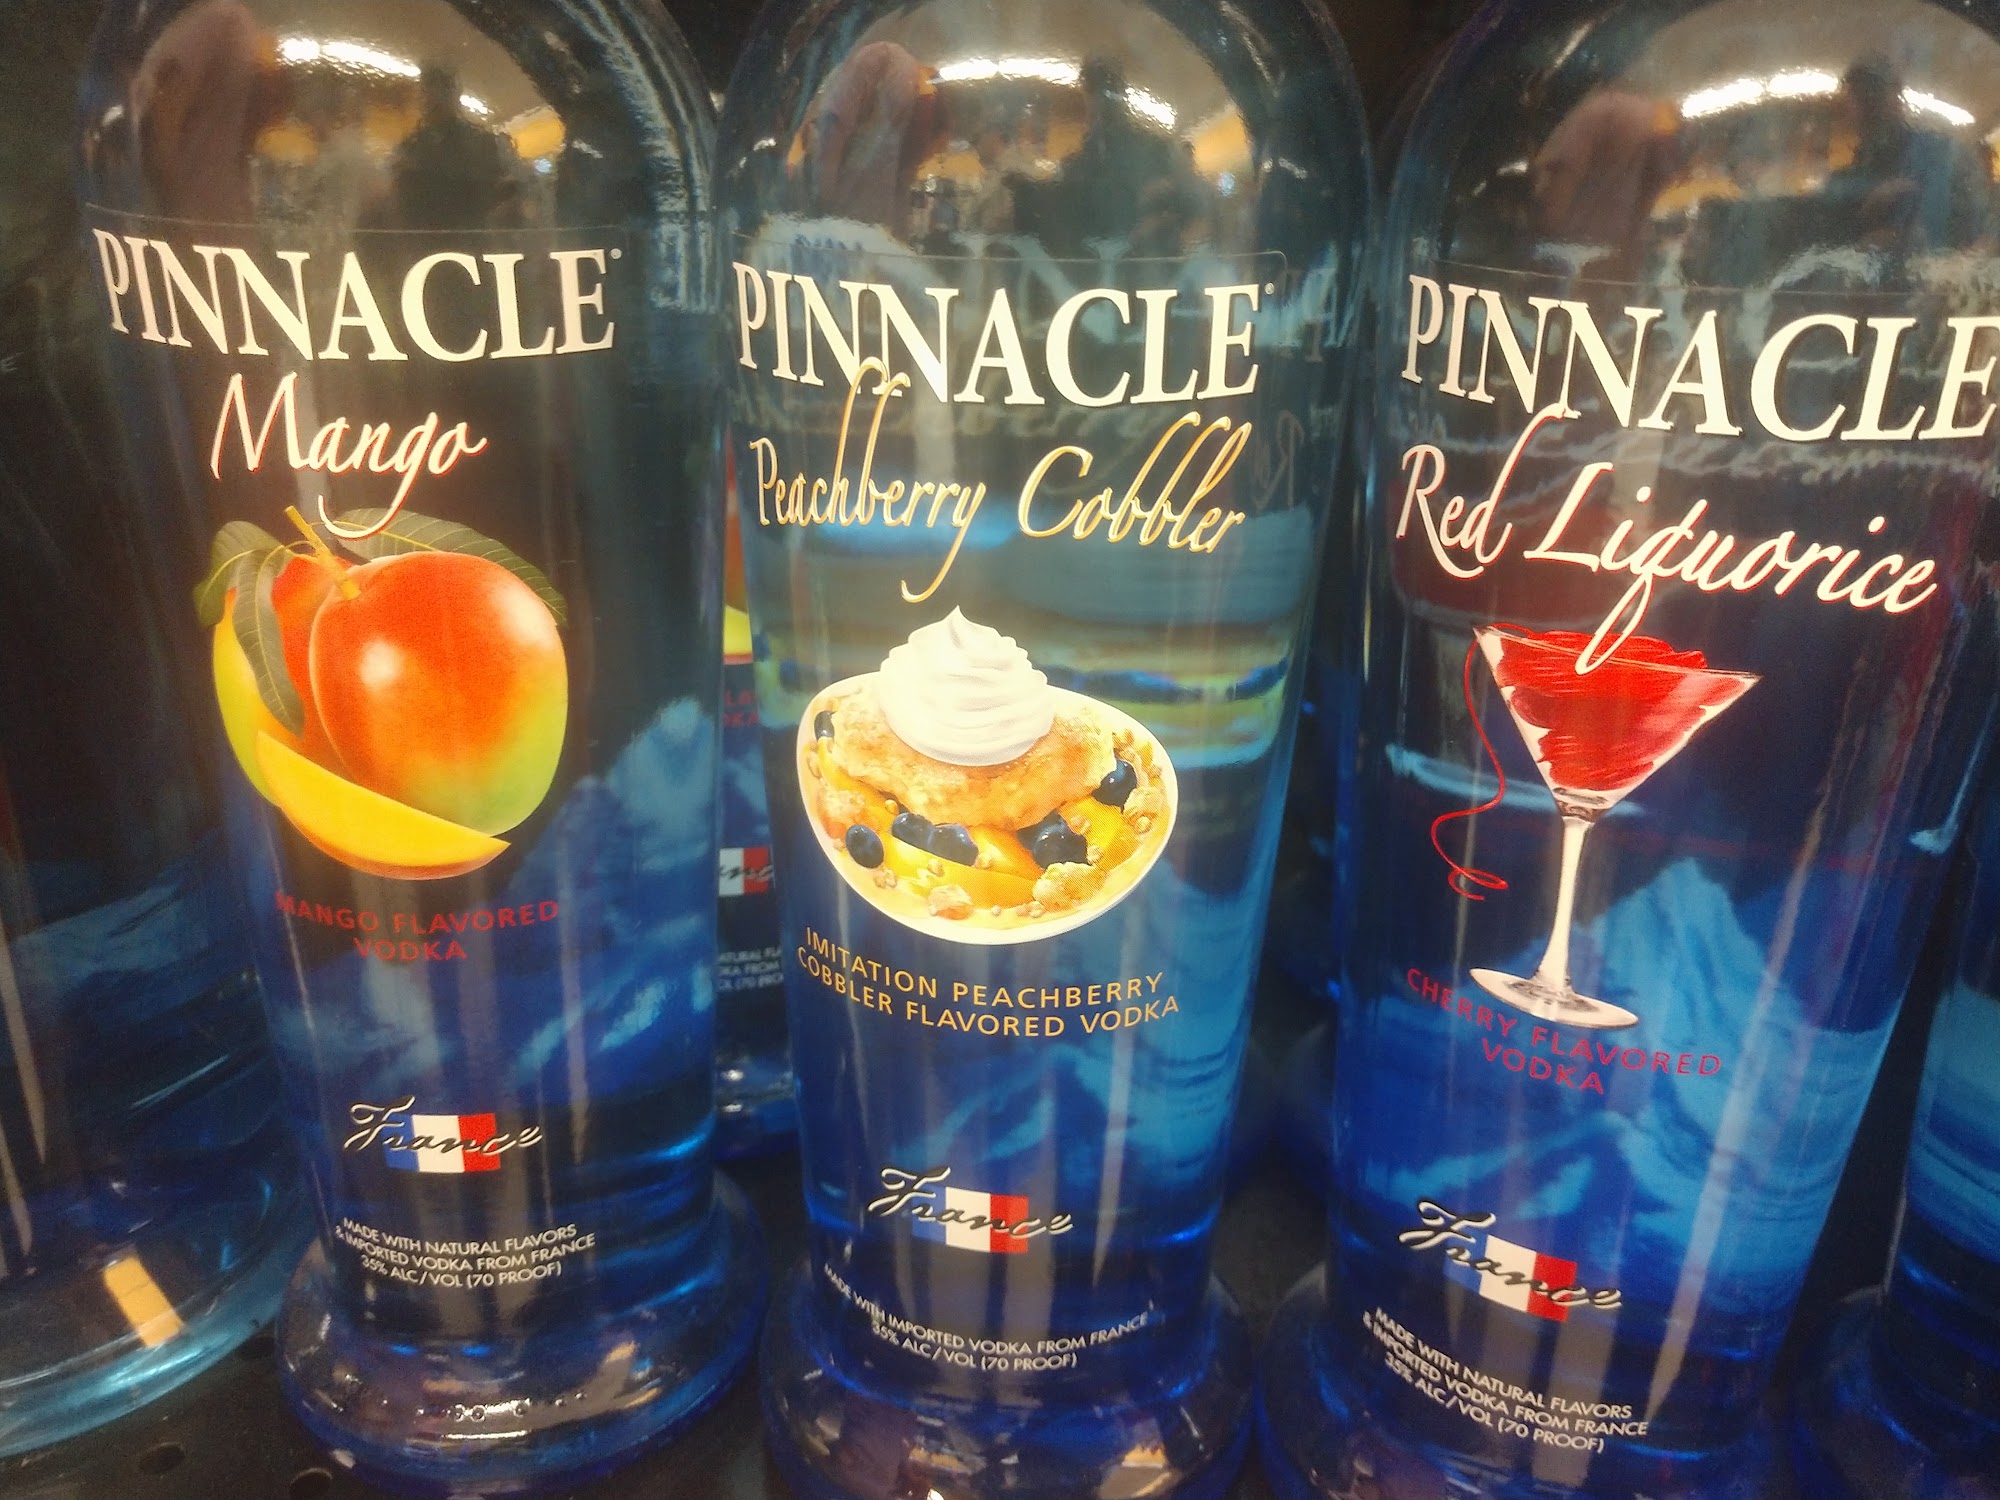 PINNACLE
Mango
MANGO FLAVORED
VODKA
France
MADE WITH NATURAL FLAVORS
& IMPORTED VODKA FROM FRANCE
35% ALC/VOL (70 PROOF)
PINNACLE
Peachberry Cobbler
IMITATION PEACHBERRY
COBBLER FLAVORED VODKA
France
MADE WITH IMPORTED VODKA FROM FRANCE
35% ALC/VOL (70 PROOF)
PINNACLE
Red Liquorice
CHERRY FLAVORED
VODKA
France
MADE WITH NATURAL FLAVORS
& IMPORTED VODKA FROM FRANCE
35% ALC/VOL (70 PROOF)